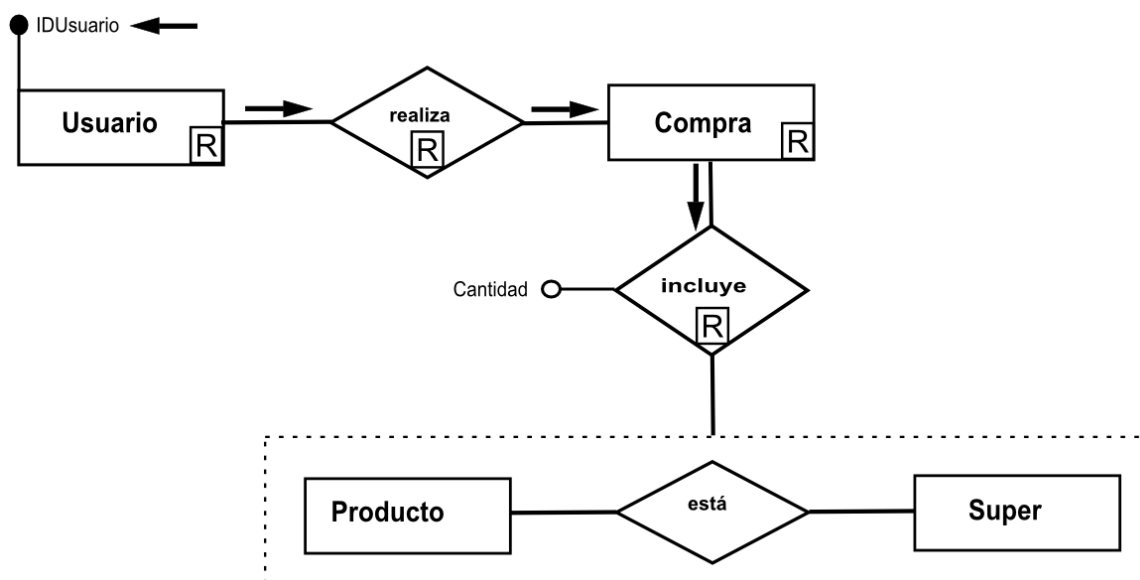 IDUsuario
Usuario
R
realiza
R
Compra
R
Cantidad
incluye
R
Producto
está
Super